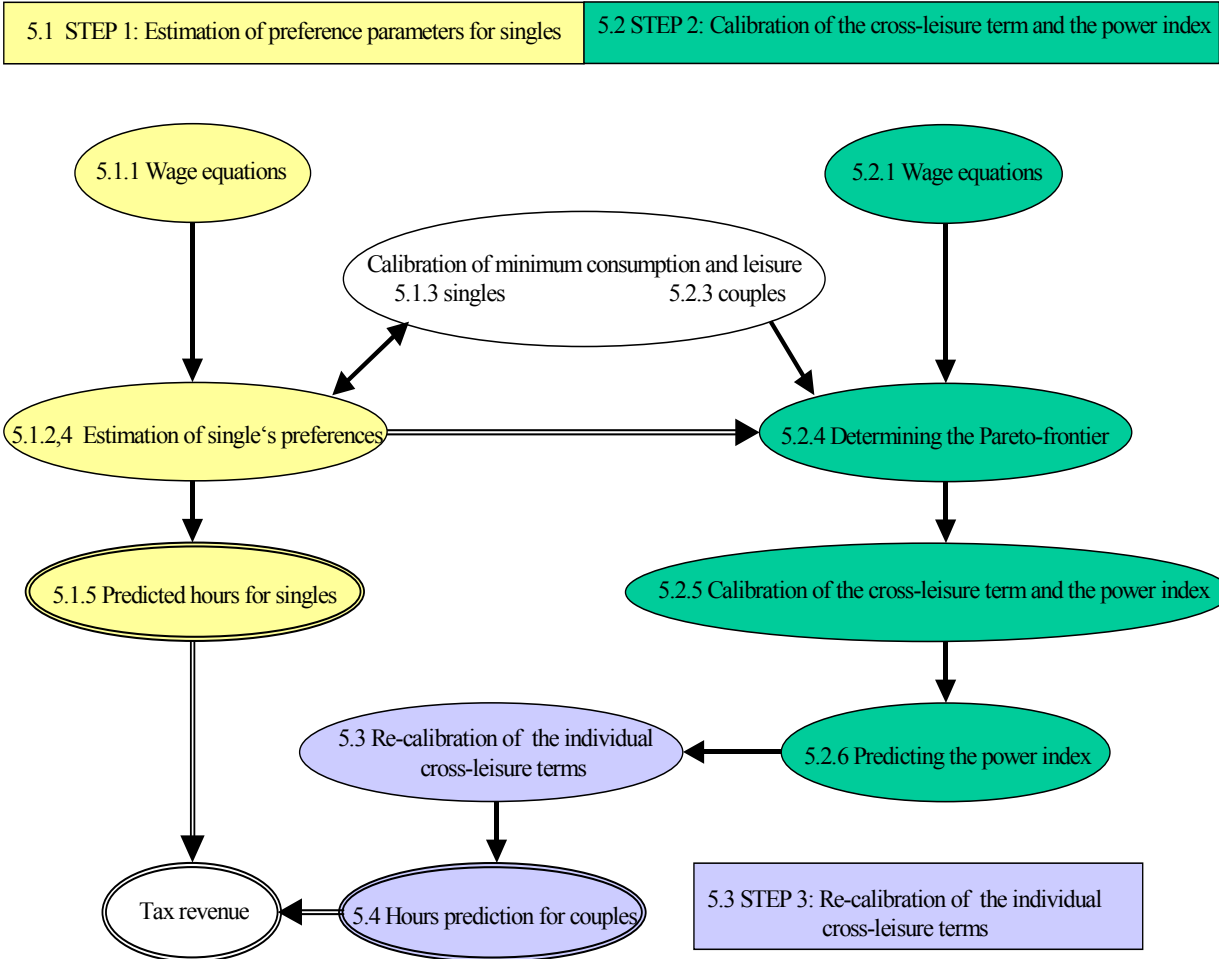 5.1 STEP 1: Estimation of preference parameters for singles
5.2 STEP 2: Calibration of the cross-leisure term and the power index
5.1.1 Wage equations
5.2.1 Wage equations
Calibration of minimum consumption and leisure
5.1.3 singles 5.2.3 couples
5.1.2,4 Estimation of single‘s preferences
5.2.4 Determining the Pareto-frontier
5.1.5 Predicted hours for singles
5.2.5 Calibration of the cross-leisure term and the power index
5.3 Re-calibration of the individual
cross-leisure terms
5.2.6 Predicting the power index
Tax revenue
5.4 Hours prediction for couples
5.3 STEP 3: Re-calibration of the individual
cross-leisure terms